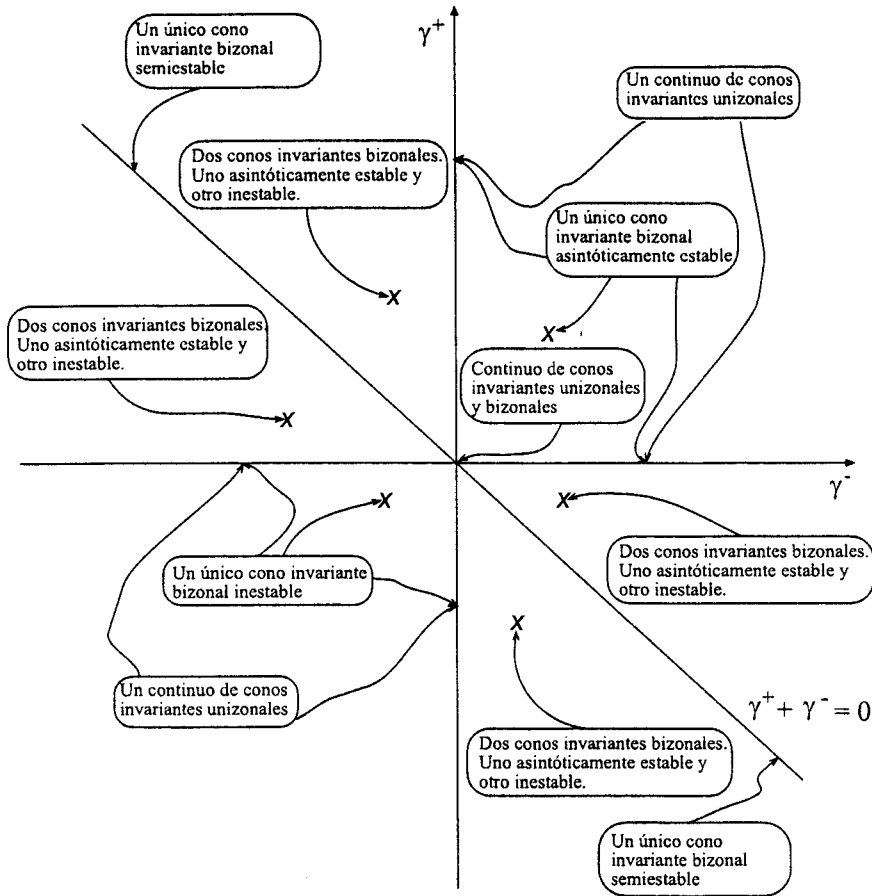 Un único cono
invariante bizonal
semiestable
γ⁺
Un continuo de conos
invariantes unizonales
Dos conos invariantes bizonales.
Uno asintóticamente estable y
otro inestable.
Un único cono
invariante bizonal
asintóticamente estable
X
X
Dos conos invariantes bizonales.
Uno asintóticamente estable y
otro inestable.
Continuo de conos
invariantes unizonales
y bizonales
X
γ⁻
X
X
Un único cono invariante
bizonal inestable
Dos conos invariantes bizonales.
Uno asintóticamente estable y
otro inestable.
X
Un continuo de conos
invariantes unizonales
γ⁺ + γ⁻ = 0
Dos conos invariantes bizonales.
Uno asintóticamente estable y
otro inestable.
Un único cono
invariante bizonal
semiestable